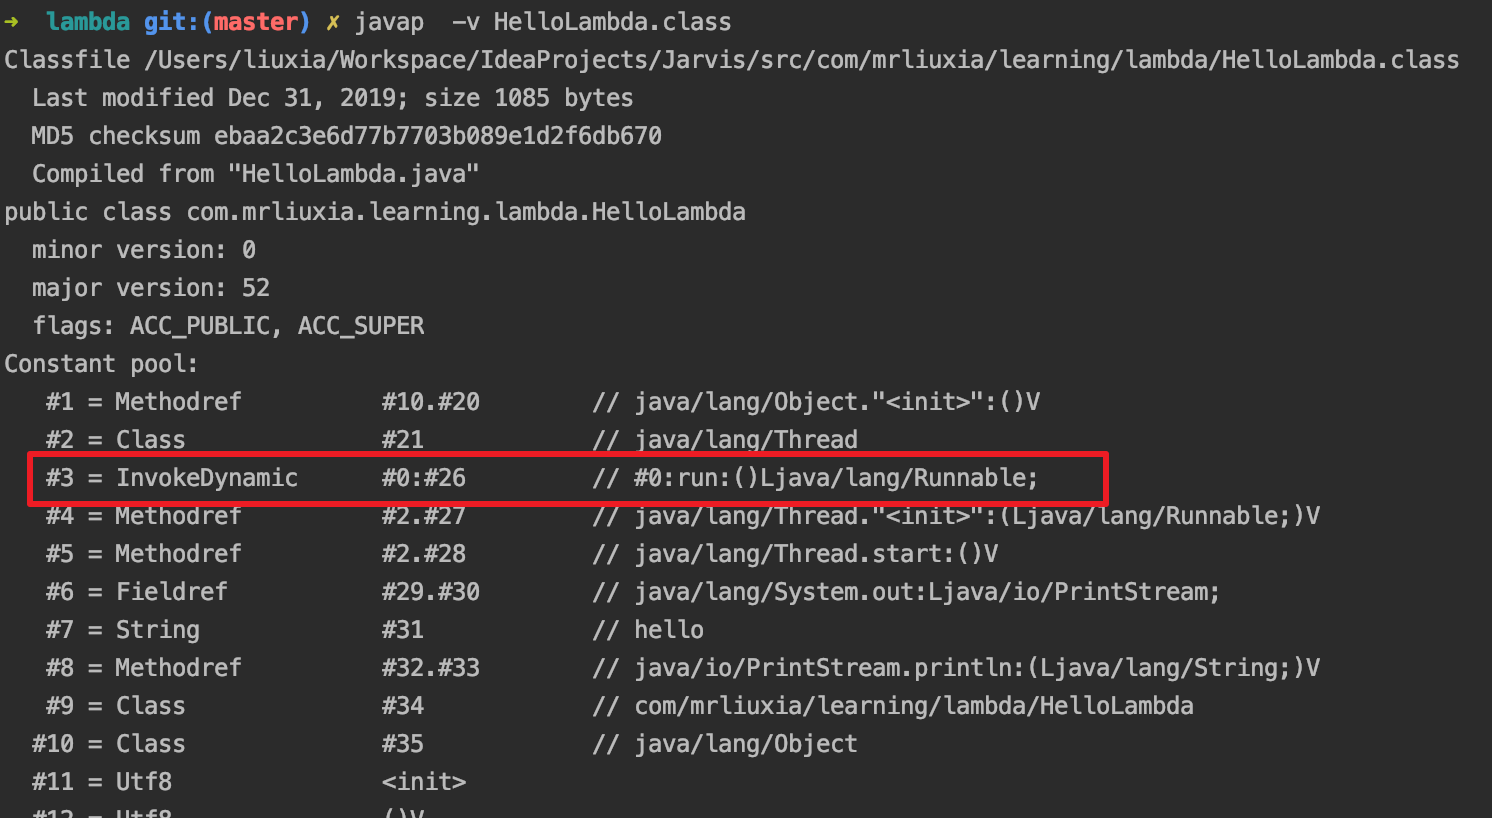 ➜  lambda git:(master) ✗ javap  -v HelloLambda.class
Classfile /Users/liuxia/Workspace/IdeaProjects/Jarvis/src/com/mrliuxia/learning/lambda/HelloLambda.class
  Last modified Dec 31, 2019; size 1085 bytes
  MD5 checksum ebaa2c3e6d77b7703b089e1d2f6db670
  Compiled from "HelloLambda.java"
public class com.mrliuxia.learning.lambda.HelloLambda
  minor version: 0
  major version: 52
  flags: ACC_PUBLIC, ACC_SUPER
Constant pool:
   #1 = Methodref          #10.#20        // java/lang/Object."<init>":()V
   #2 = Class              #21            // java/lang/Thread
   #3 = InvokeDynamic      #0:#26         // #0:run:()Ljava/lang/Runnable;
   #4 = Methodref          #2.#27         // java/lang/Thread."<init>":(Ljava/lang/Runnable;)V
   #5 = Methodref          #2.#28         // java/lang/Thread.start:()V
   #6 = Fieldref           #29.#30        // java/lang/System.out:Ljava/io/PrintStream;
   #7 = String             #31            // hello
   #8 = Methodref          #32.#33        // java/io/PrintStream.println:(Ljava/lang/String;)V
   #9 = Class              #34            // com/mrliuxia/learning/lambda/HelloLambda
  #10 = Class              #35            // java/lang/Object
  #11 = Utf8               <init>
  #12 = Utf8               ()V